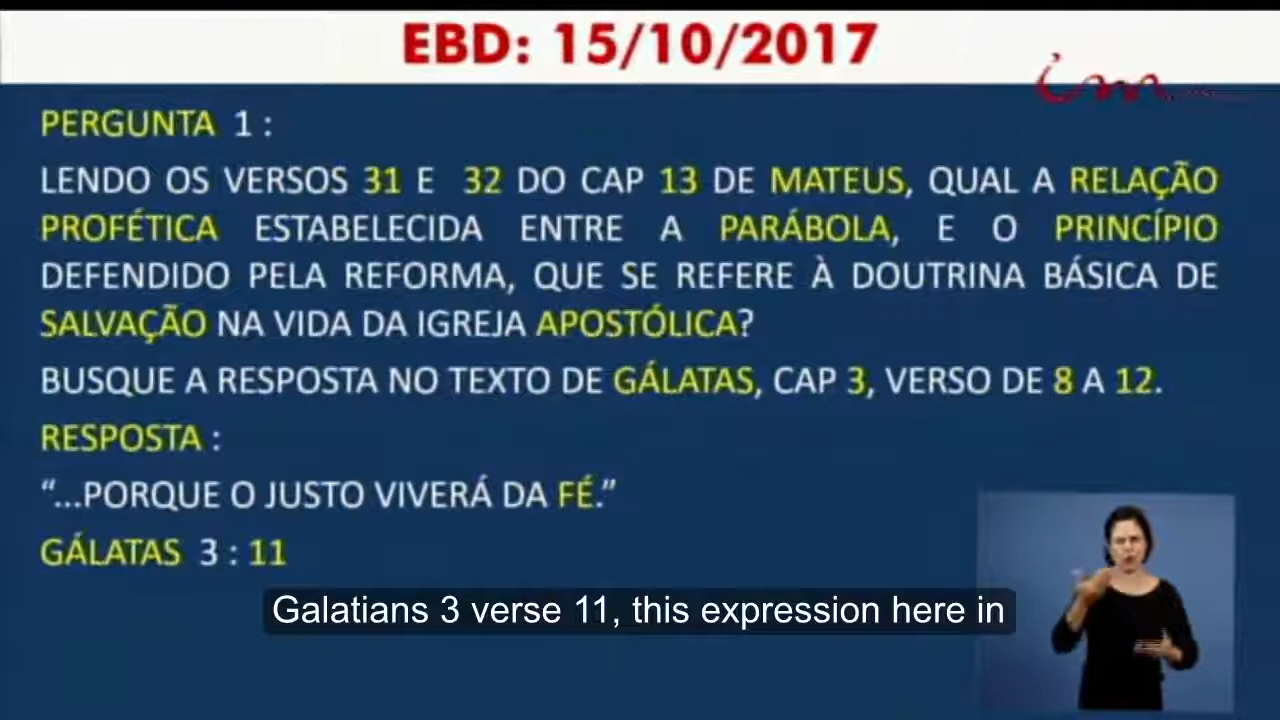 EBD: 15/10/2017
im
PERGUNTA 1 :
LENDO OS VERSOS 31 E 32 DO CAP 13 DE MATEUS, QUAL A RELAÇÃO
PROFÉTICA ESTABELECIDA ENTRE A PARÁBOLA, E O PRINCÍPIO
DEFENDIDO PELA REFORMA, QUE SE REFERE À DOUTRINA BÁSICA DE
SALVAÇÃO NA VIDA DA IGREJA APOSTÓLICA?
BUSQUE A RESPOSTA NO TEXTO DE GÁLATAS, CAP 3, VERSO DE 8 A 12.
RESPOSTA :
“...PORQUE O JUSTO VIVERÁ DA FÉ.”
GÁLATAS 3 : 11
Galatians 3 verse 11, this expression here in